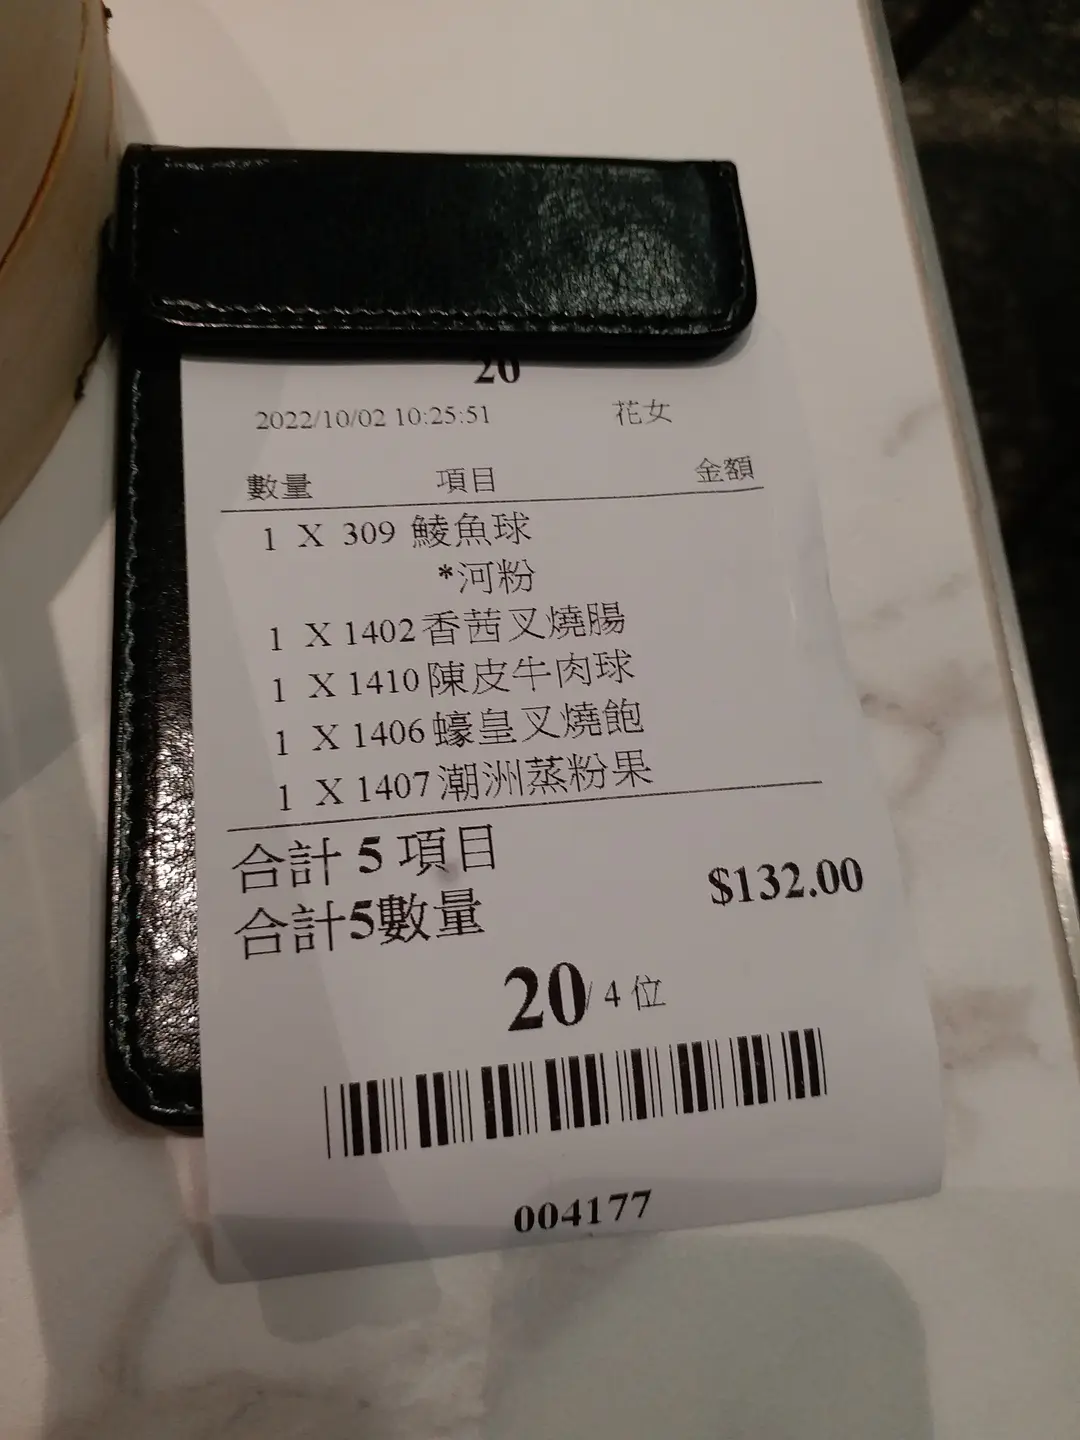 20
2022/10/02 10:25:51 花女
數量 項目 金額
1 X 309 鯪魚球
*河粉
1 X 1402 香茜叉燒腸
1 X 1410 陳皮牛肉球
1 X 1406 蠔皇叉燒飽
1 X 1407 潮洲蒸粉果
合計 5 項目
合計5數量 $132.00
20/ 4 位
004177